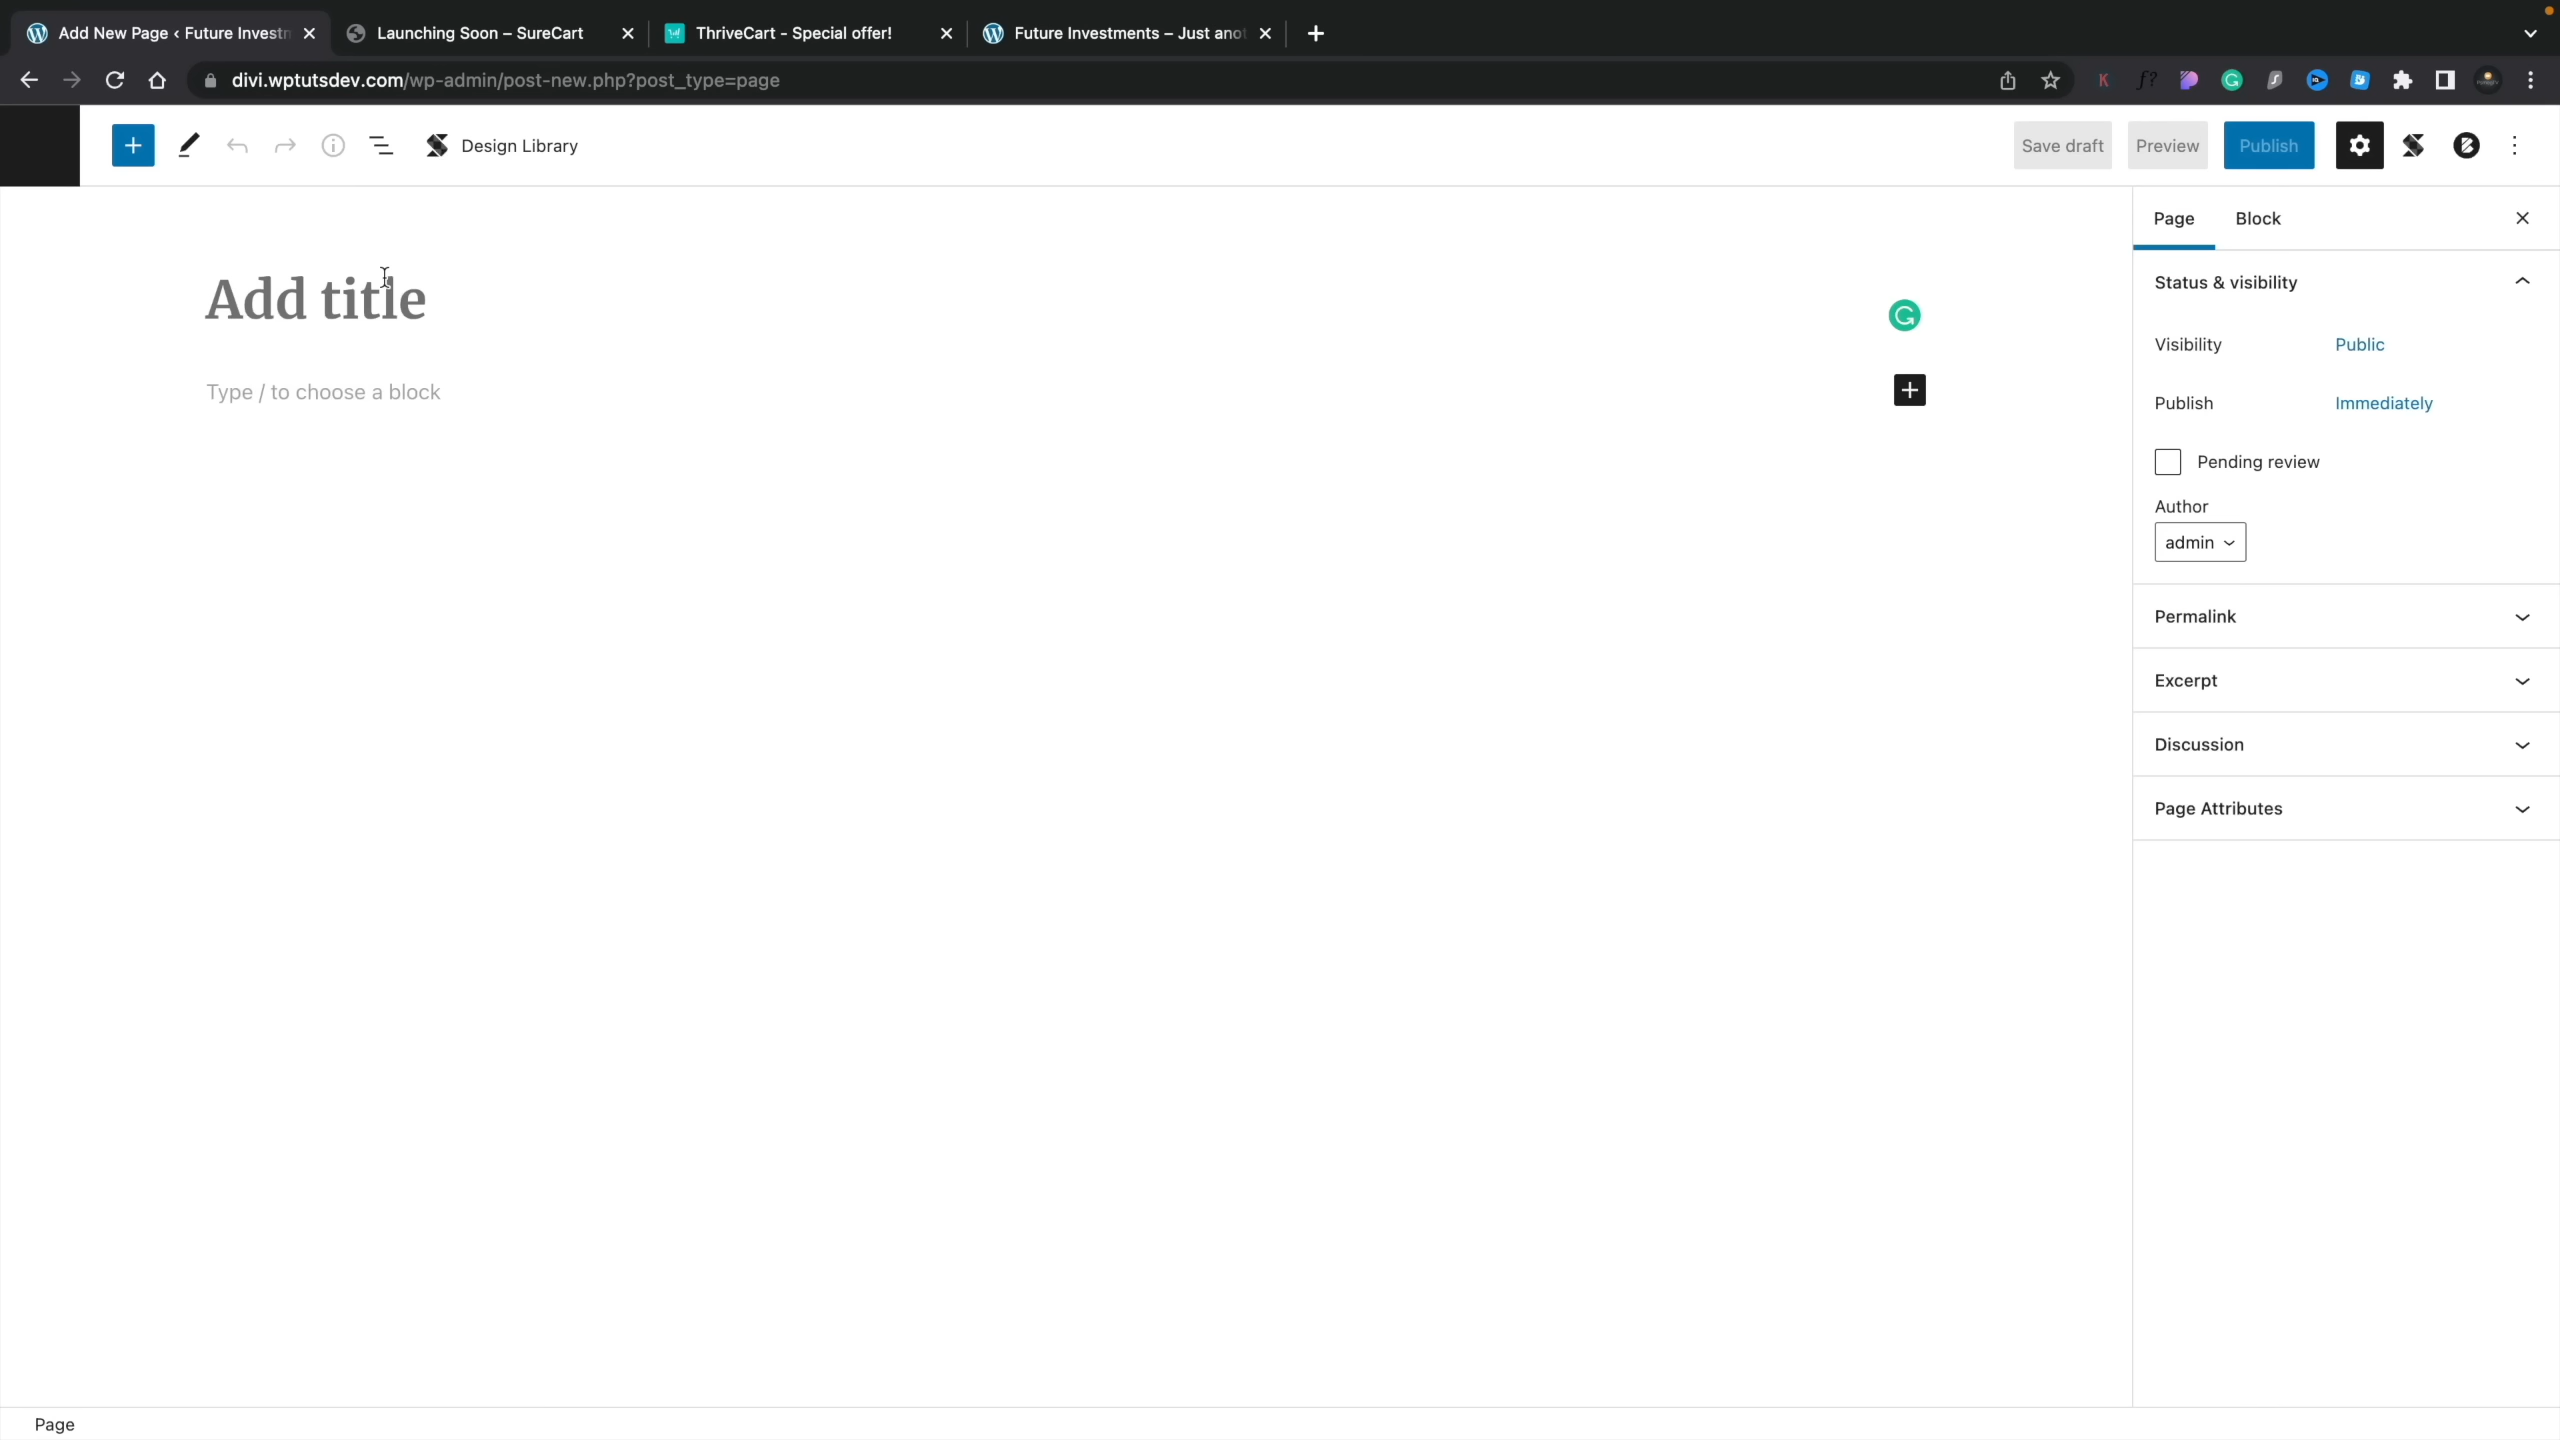 Add New Page ‹ Future Investn
Launching Soon – SureCart
ThriveCart - Special offer!
Future Investments – Just anot
divi.wptutsdev.com/wp-admin/post-new.php?post_type=page
Design Library
Save draft
Preview
Publish
Page
Block
Add title
Type / to choose a block
Status & visibility
Visibility
Public
Publish
Immediately
Pending review
Author
admin
Permalink
Excerpt
Discussion
Page Attributes
Page